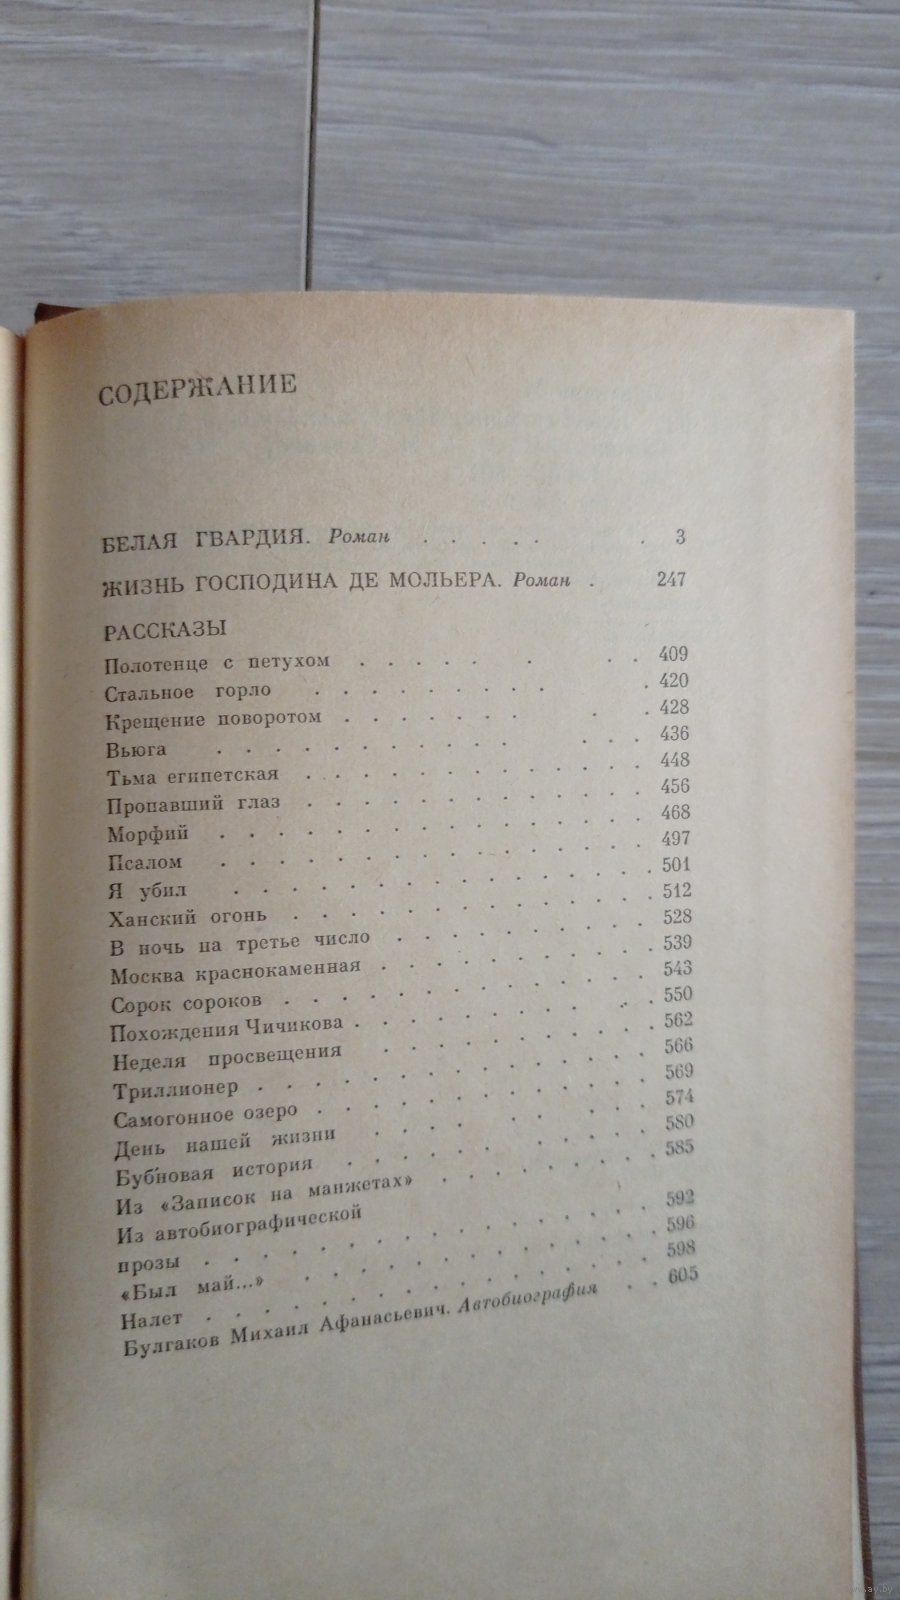 СОДЕРЖАНИЕ
БЕЛАЯ ГВАРДИЯ. Роман . . . . . . 3
ЖИЗНЬ ГОСПОДИНА ДЕ МОЛЬЕРА. Роман . 247
РАССКАЗЫ
Полотенце с петухом . . . . . . . . 409
Стальное горло . . . . . . . . . 420
Крещение поворотом . . . . . . . . 428
Вьюга . . . . . . . . . . . . . 436
Тьма египетская . . . . . . . . . . . 448
Пропавший глаз . . . . . . . . . . . 456
Морфий . . . . . . . . . . . . . . 468
Псалом . . . . . . . . . . . . . . 497
Я убил . . . . . . . . . . . . . . 501
Ханский огонь . . . . . . . . . . . . 512
В ночь на третье число . . . . . . . . . 528
Москва краснокаменная . . . . . . . . . 539
Сорок сороков . . . . . . . . . . . . 543
Похождения Чичикова . . . . . . . . . . 550
Неделя просвещения . . . . . . . . . . 562
Триллионер . . . . . . . . . . . . . 566
Самогонное озеро . . . . . . . . . . . 569
День нашей жизни . . . . . . . . . . 574
Бубновая история . . . . . . . . . . 580
Из «Записок на манжетах» . . . . . . . . 585
Из автобиографической
прозы . . . . . . . . . . . . . . . 592
«Был май...» . . . . . . . . . . . . 596
Налет . . . . . . . . . . . . . . . 598
Булгаков Михаил Афанасьевич. Автобиография . . 605